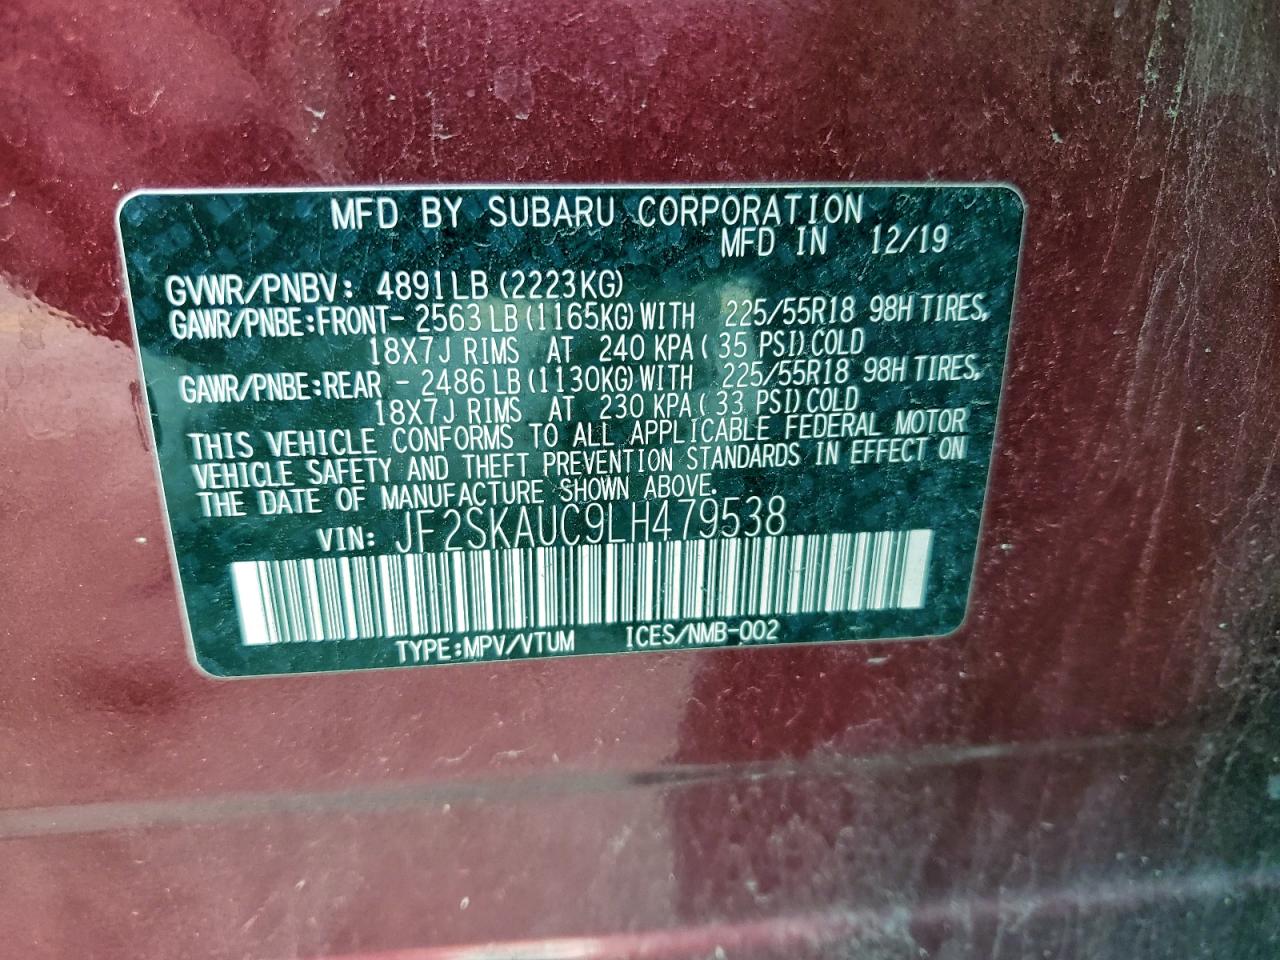 MFD BY SUBARU CORPORATION
MFD IN 12/19
GVWR/PNBV: 4891LB (2223KG)
GAWR/PNBE:FRONT- 2563LB (1165KG) WITH 225/55R18 98H TIRES,
18X7J RIMS AT 240 KPA ( 35 PSI) COLD
GAWR/PNBE:REAR - 2486LB (1130KG) WITH 225/55R18 98H TIRES,
18X7J RIMS AT 230 KPA ( 33 PSI) COLD
THIS VEHICLE CONFORMS TO ALL APPLICABLE FEDERAL MOTOR
VEHICLE SAFETY AND THEFT PREVENTION STANDARDS IN EFFECT ON
THE DATE OF MANUFACTURE SHOWN ABOVE.
VIN: JF2SKAUC9LH479538
TYPE:MPV/VTUM ICES/NMB-002